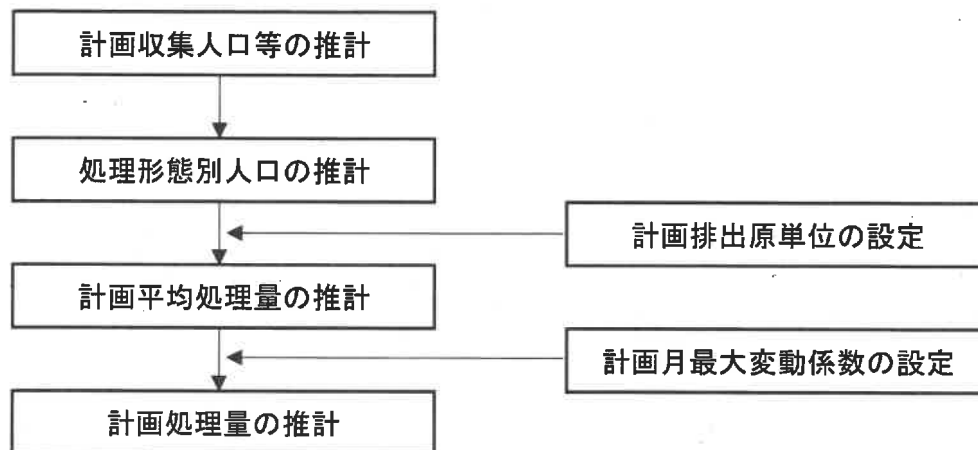 計画収集人口等の推計
処理形態別人口の推計
計画排出原単位の設定
計画平均処理量の推計
計画月最大変動係数の設定
計画処理量の推計